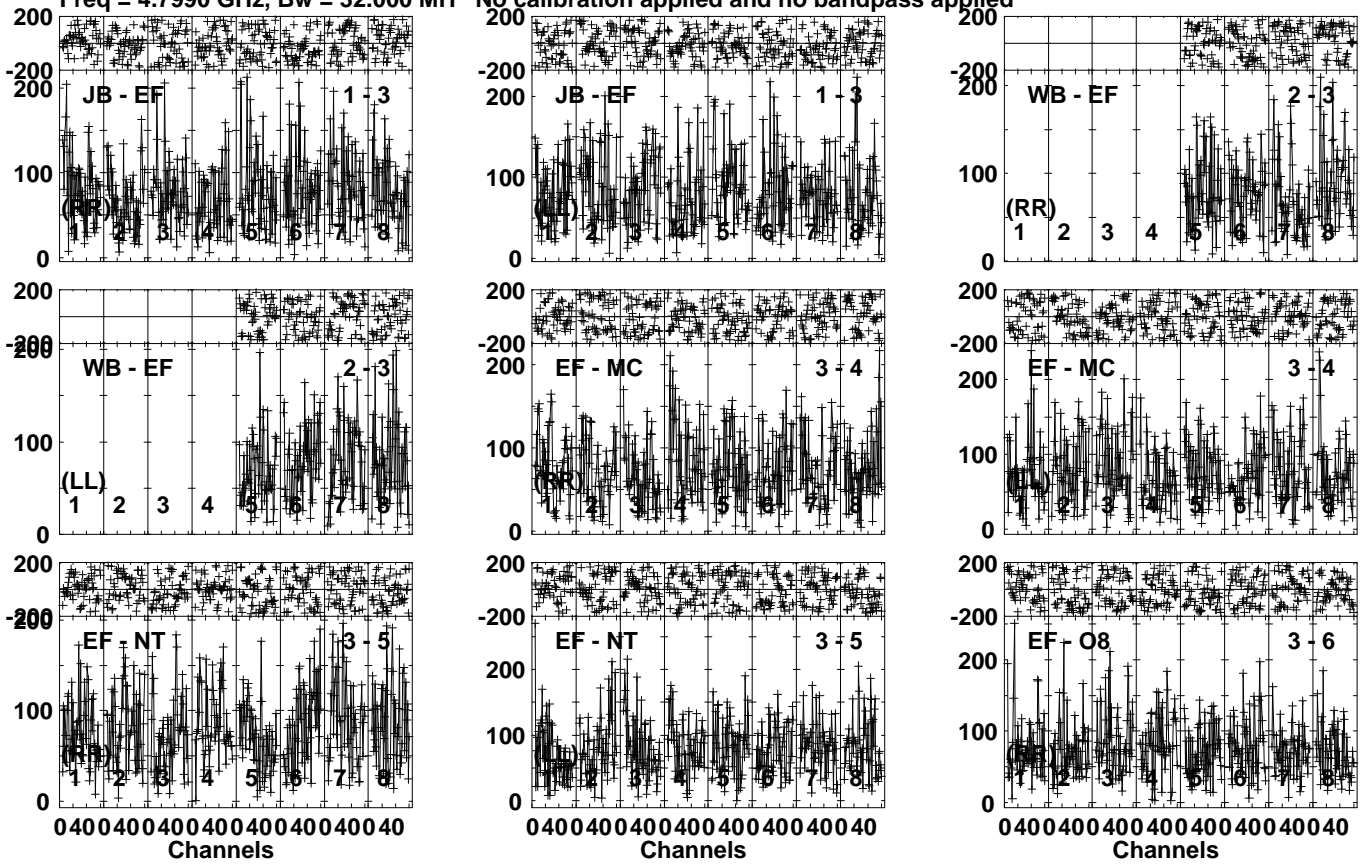 Freq = 4.7990 GHz, Bw = 32.000 MH No calibration applied and no bandpass applied
200 200 200
-200 -200 -200
200 200 200
JB - EF 1 - 3 JB - EF 1 - 3 WB - EF 2 - 3
100 100 100
(RR) (LL) (RR)
1 2 3 4 5 6 7 8 1 2 3 4 5 6 7 8 1 2 3 4 5 6 7 8
0 0 0
200 200 200
-200 -200 -200
200 200 200
WB - EF 2 - 3 EF - MC 3 - 4 EF - MC 3 - 4
100 100 100
(LL) (RR) (LL)
1 2 3 4 5 6 7 8 1 2 3 4 5 6 7 8 1 2 3 4 5 6 7 8
0 0 0
200 200 200
-200 -200 -200
200 200 200
EF - NT 3 - 5 EF - NT 3 - 5 EF - O8 3 - 6
100 100 100
(RR) (LL) (RR)
1 2 3 4 5 6 7 8 1 2 3 4 5 6 7 8 1 2 3 4 5 6 7 8
0 0 0
0 40 0 40 0 40 0 40 0 40 0 40 0 40 0 40 0 40 0 40 0 40 0 40 0 40 0 40 0 40 0 40 0 40 0 40 0 40 0 40 0 40 0 40 0 40 0 40
Channels Channels Channels